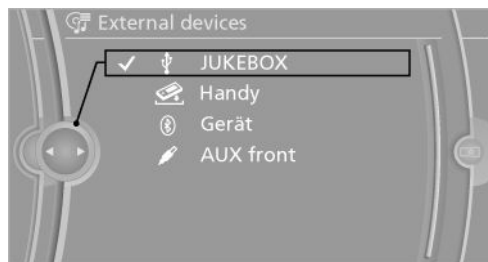 External devices
JUKEBOX
Handy
Gerät
AUX front